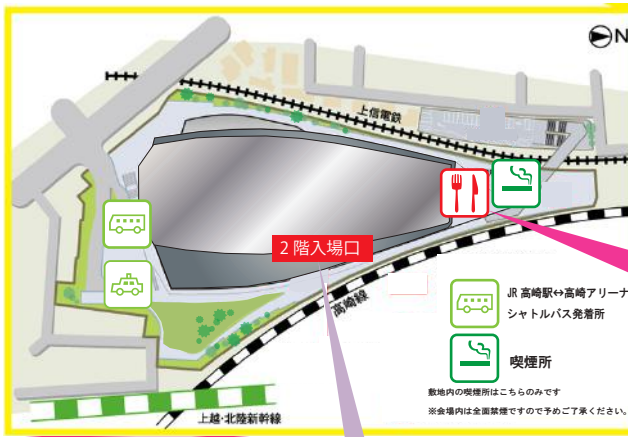 N
上信電鉄
2階入場口
高崎線
JR 高崎駅⇔高崎アリーナ
シャトルバス発着所
喫煙所
敷地内の喫煙所はこちらのみです
※会場内は全面禁煙ですので予めご了承ください。
上越・北陸新幹線